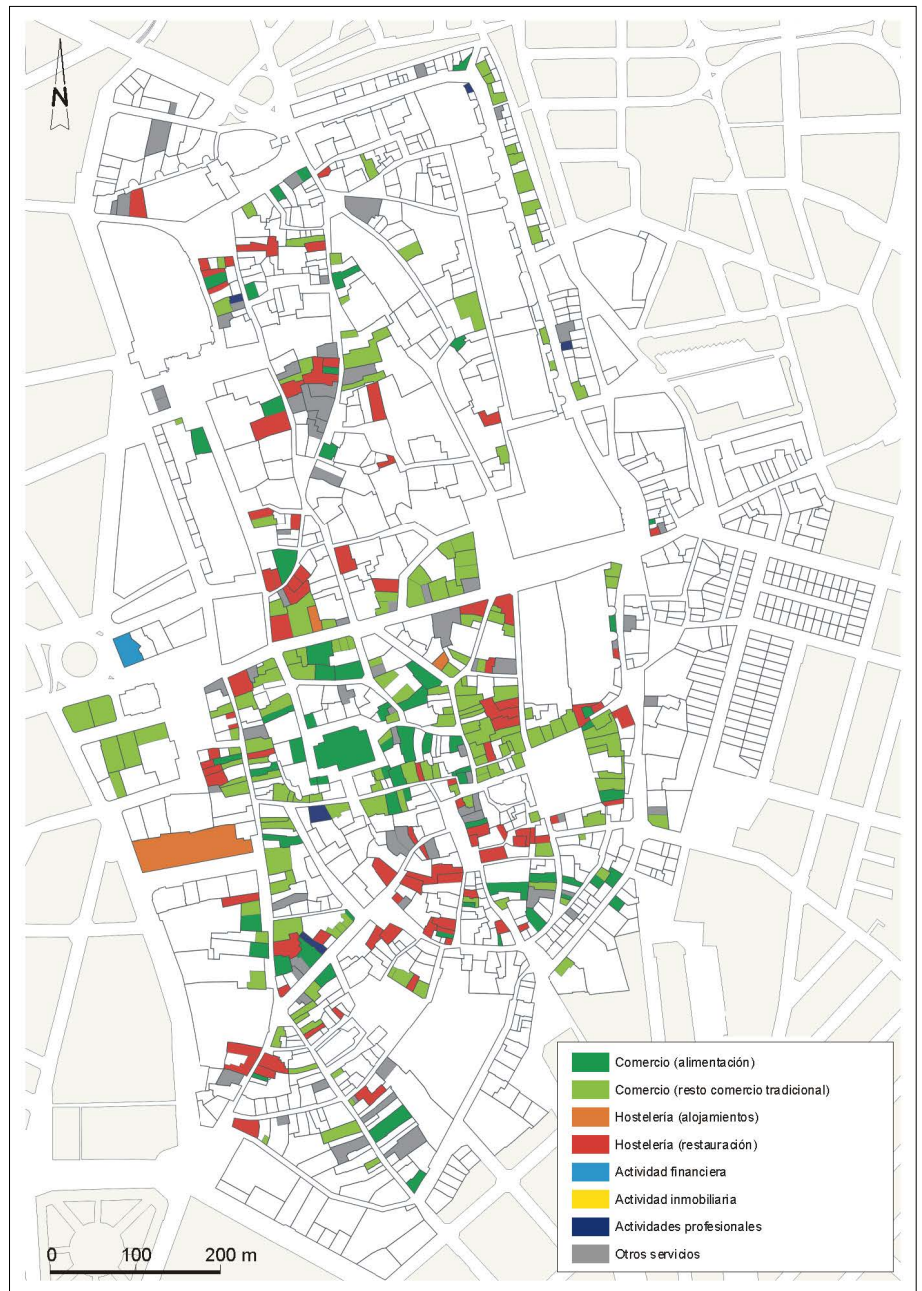 N
Comercio (alimentación)
Comercio (resto comercio tradicional)
Hostelería (alojamientos)
Hostelería (restauración)
Actividad financiera
Actividad inmobiliaria
Actividades profesionales
Otros servicios
0 100 200 m